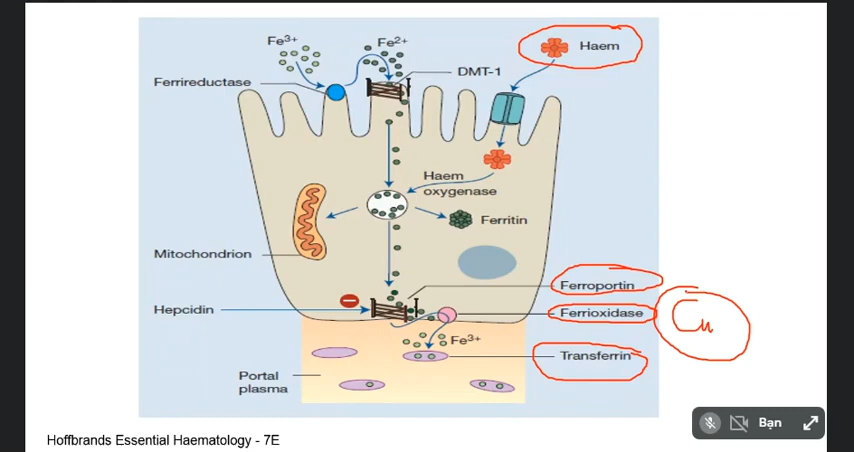 Fe3+
Fe2+
Haem
DMT-1
Ferrireductase
Haem
oxygenase
Ferritin
Mitochondrion
Ferroportin
Hepcidin
Ferrioxidase
Cu
Fe3+
Transferrin
Portal
plasma
Bạn
Hoffbrands Essential Haematology - 7E